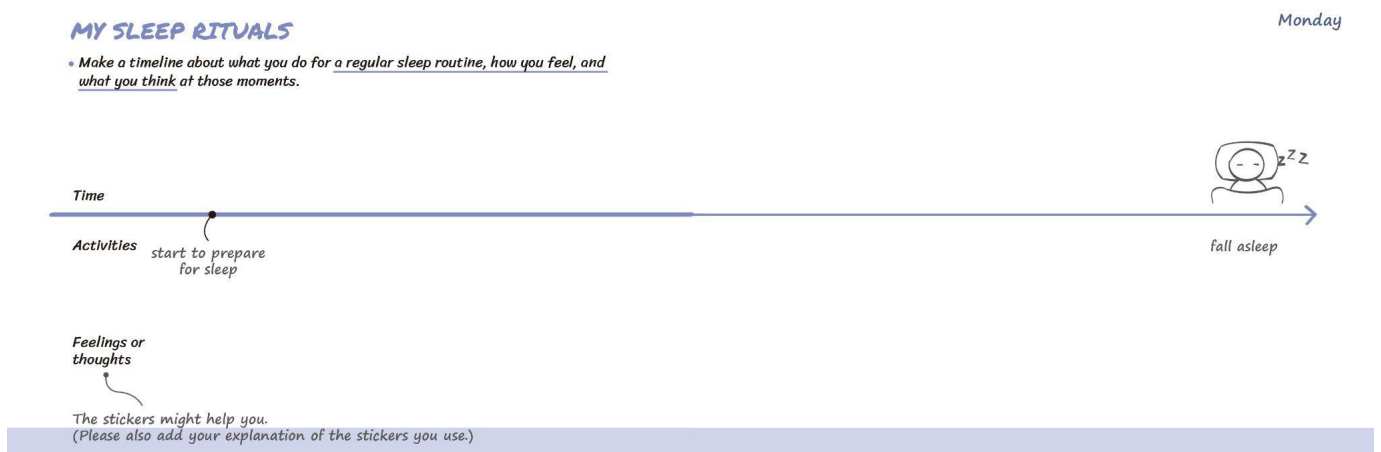 MY SLEEP RITUALS
Monday
• Make a timeline about what you do for a regular sleep routine, how you feel, and
what you think at those moments.
zZZ
Time
Activities
start to prepare
for sleep
fall asleep
Feelings or
thoughts
The stickers might help you.
(Please also add your explanation of the stickers you use.)